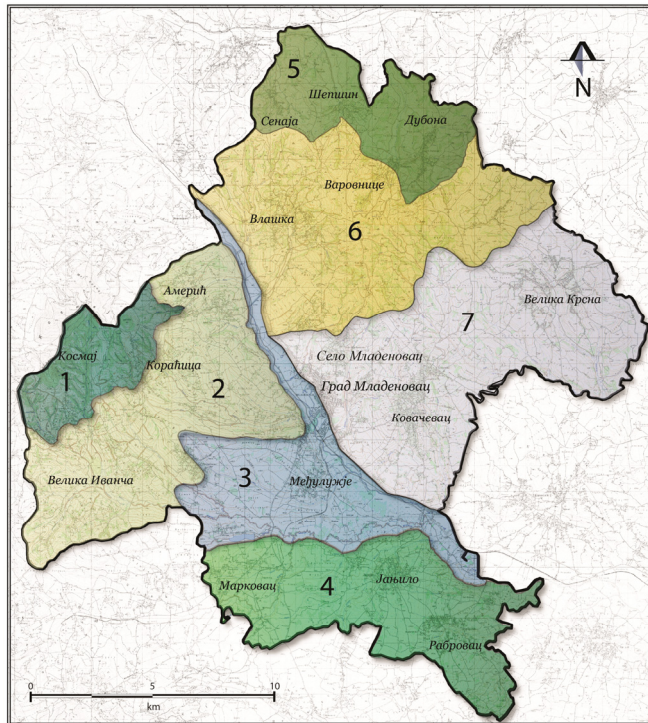 5
Шепшин
Сенаја
Дубона
N
Варовнице
Влашка
6
Амерић
Велика Крсна
7
Космај
Кораћица
Село Младеновац
1
2
Град Младеновац
Ковачевац
Велика Иванча
3
Међулужје
4
Јањило
Марковац
Рабровац
0 5 10
km